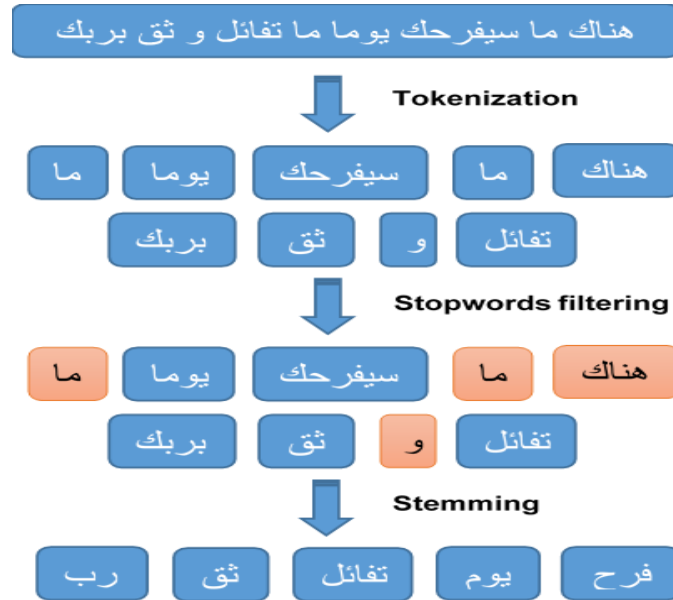 هناك ما سيفرحك يوما ما تفائل و ثق بربك
Tokenization
هناك ما سيفرحك يوما ما
تفائل و ثق بربك
Stopwords filtering
هناك ما سيفرحك يوما ما
تفائل و ثق بربك
Stemming
فرح يوم تفائل ثق رب